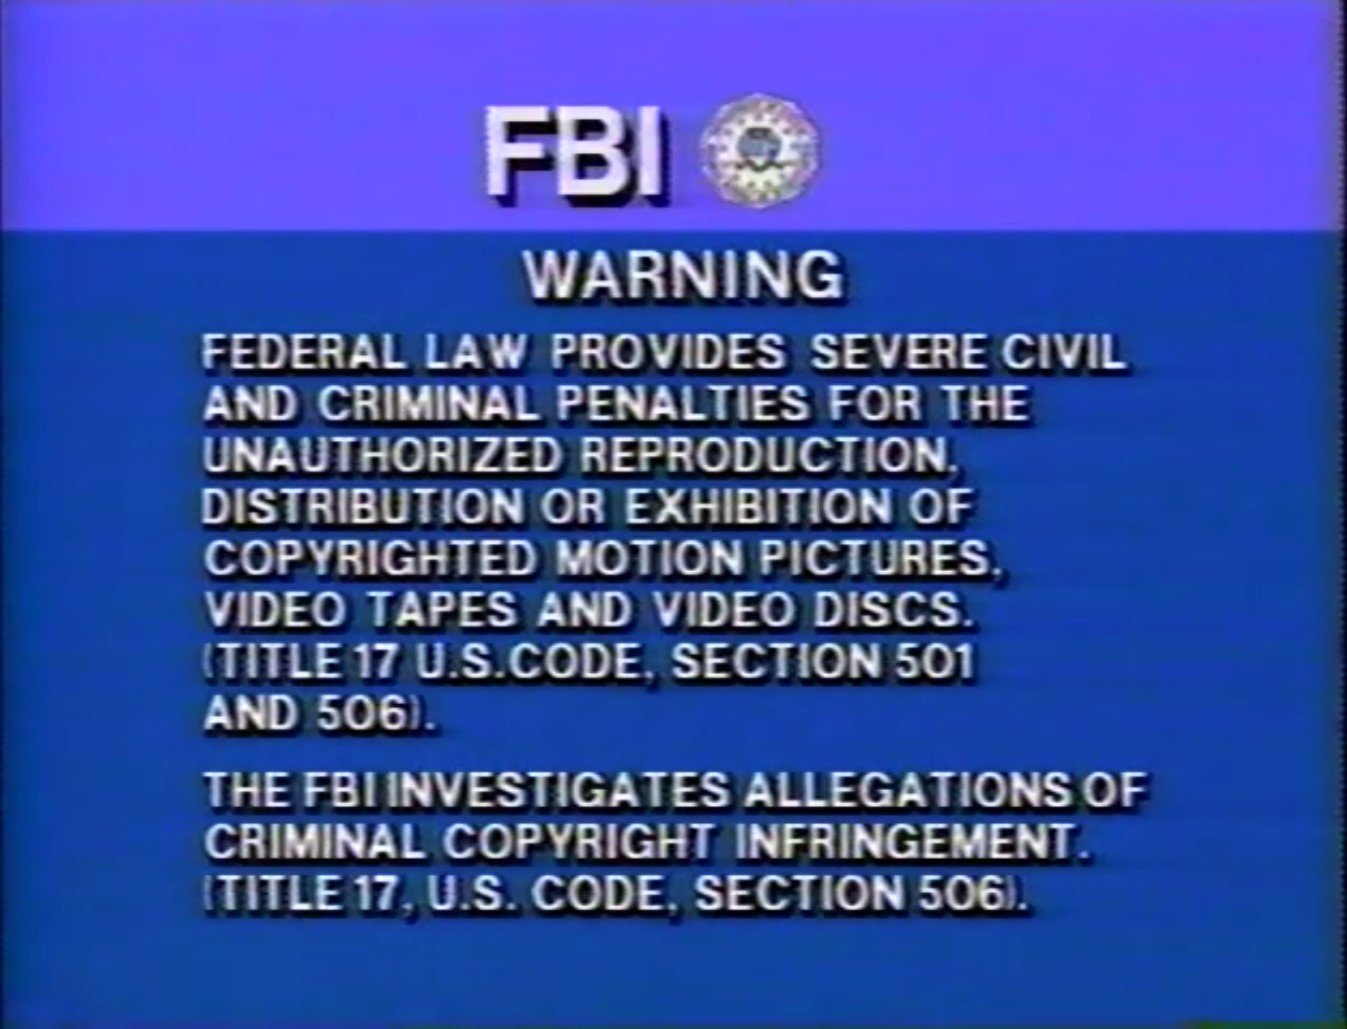 FBI
WARNING
FEDERAL LAW PROVIDES SEVERE CIVIL
AND CRIMINAL PENALTIES FOR THE
UNAUTHORIZED REPRODUCTION,
DISTRIBUTION OR EXHIBITION OF
COPYRIGHTED MOTION PICTURES,
VIDEO TAPES AND VIDEO DISCS.
(TITLE 17 U.S.CODE, SECTION 501
AND 506).
THE FBI INVESTIGATES ALLEGATIONS OF
CRIMINAL COPYRIGHT INFRINGEMENT.
(TITLE 17, U.S. CODE, SECTION 506).